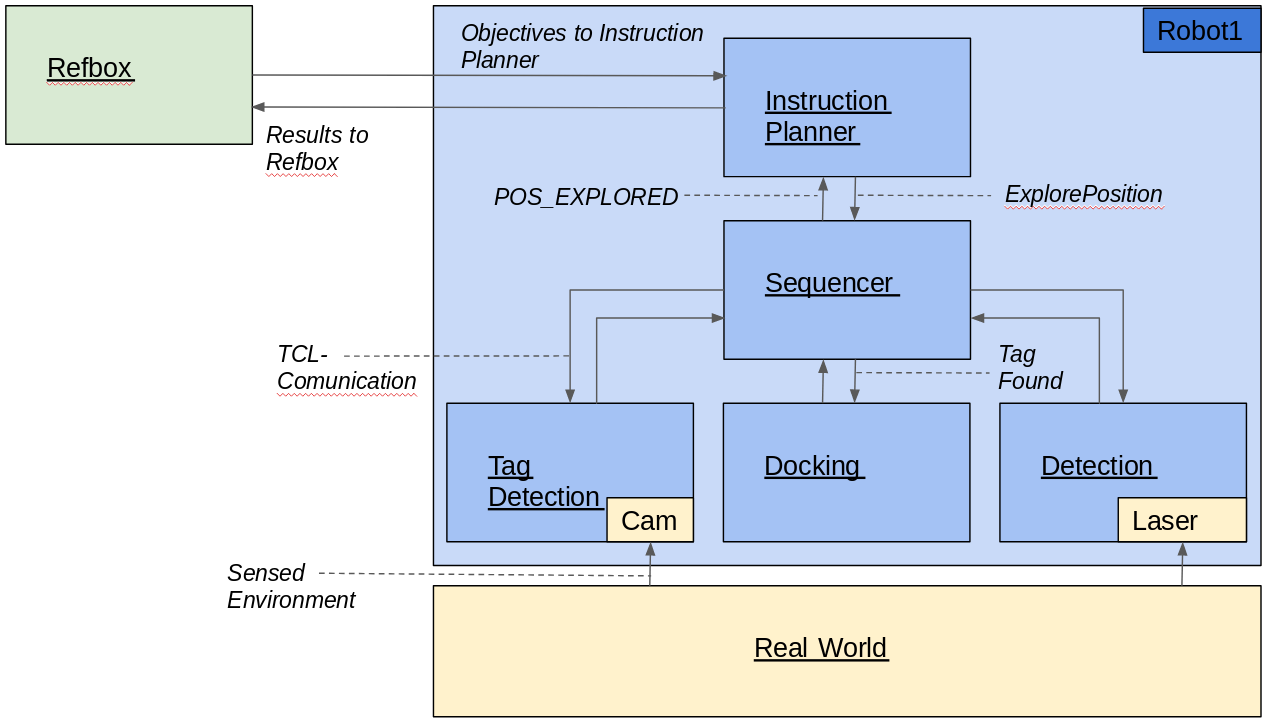 Robot1
Refbox
Objectives to Instruction
Planner
Instruction
Planner
Results to
Refbox
POS_EXPLORED
ExplorePosition
Sequencer
TCL-
Comunication
Tag
Found
Tag
Detection
Cam
Docking
Detection
Laser
Sensed
Environment
Real World